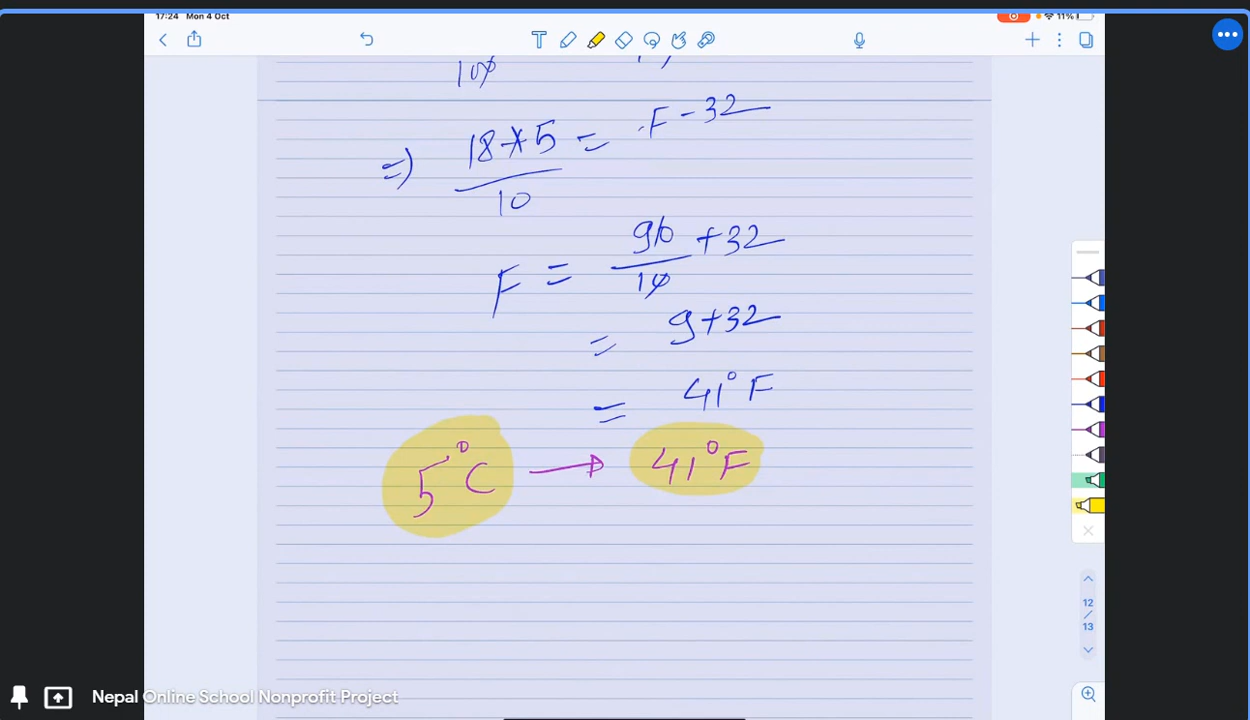 17:24 Mon 4 Oct
11%
T
10
=> 18*5 = F - 32
10
F = 90 + 32
10
= 9+32
= 41° F
5°C → 41°F
12
/
13
Nepal Online School Nonprofit Project